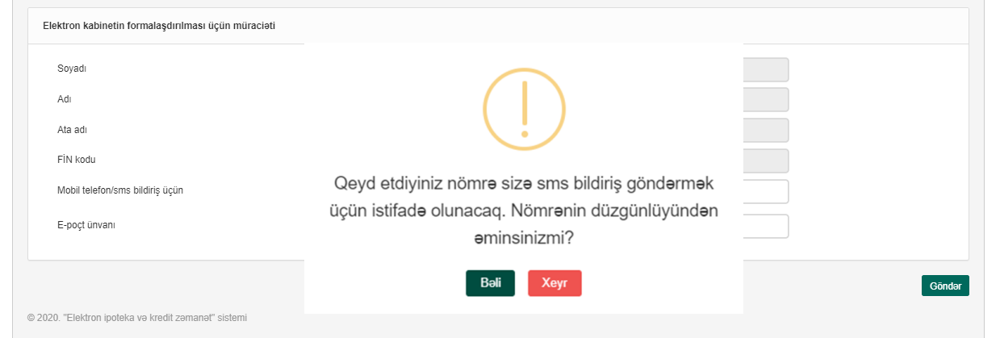 Elektron kabinetin formalaşdırılması üçün müraciəti
Soyadı
Adı
Ata adı
FİN kodu
Mobil telefon/sms bildiriş üçün
E-poçt ünvanı
Qeyd etdiyiniz nömrə sizə sms bildiriş göndərmək
üçün istifadə olunacaq. Nömrənin düzgünlüyündən
əminsinizmi?
Bəli
Xeyr
Göndər
© 2020. "Elektron ipoteka və kredit zəmanət" sistemi